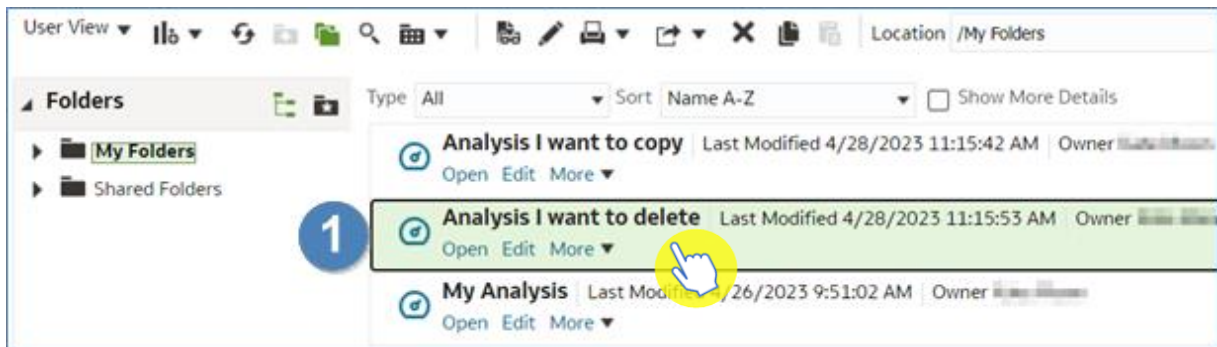 User View
Location /My Folders
Folders
My Folders
Shared Folders
Type All Sort Name A-Z Show More Details
Analysis I want to copy Last Modified 4/28/2023 11:15:42 AM Owner
Open Edit More
1
Analysis I want to delete Last Modified 4/28/2023 11:15:53 AM Owner
Open Edit More
My Analysis Last Modified 4/26/2023 9:51:02 AM Owner
Open Edit More